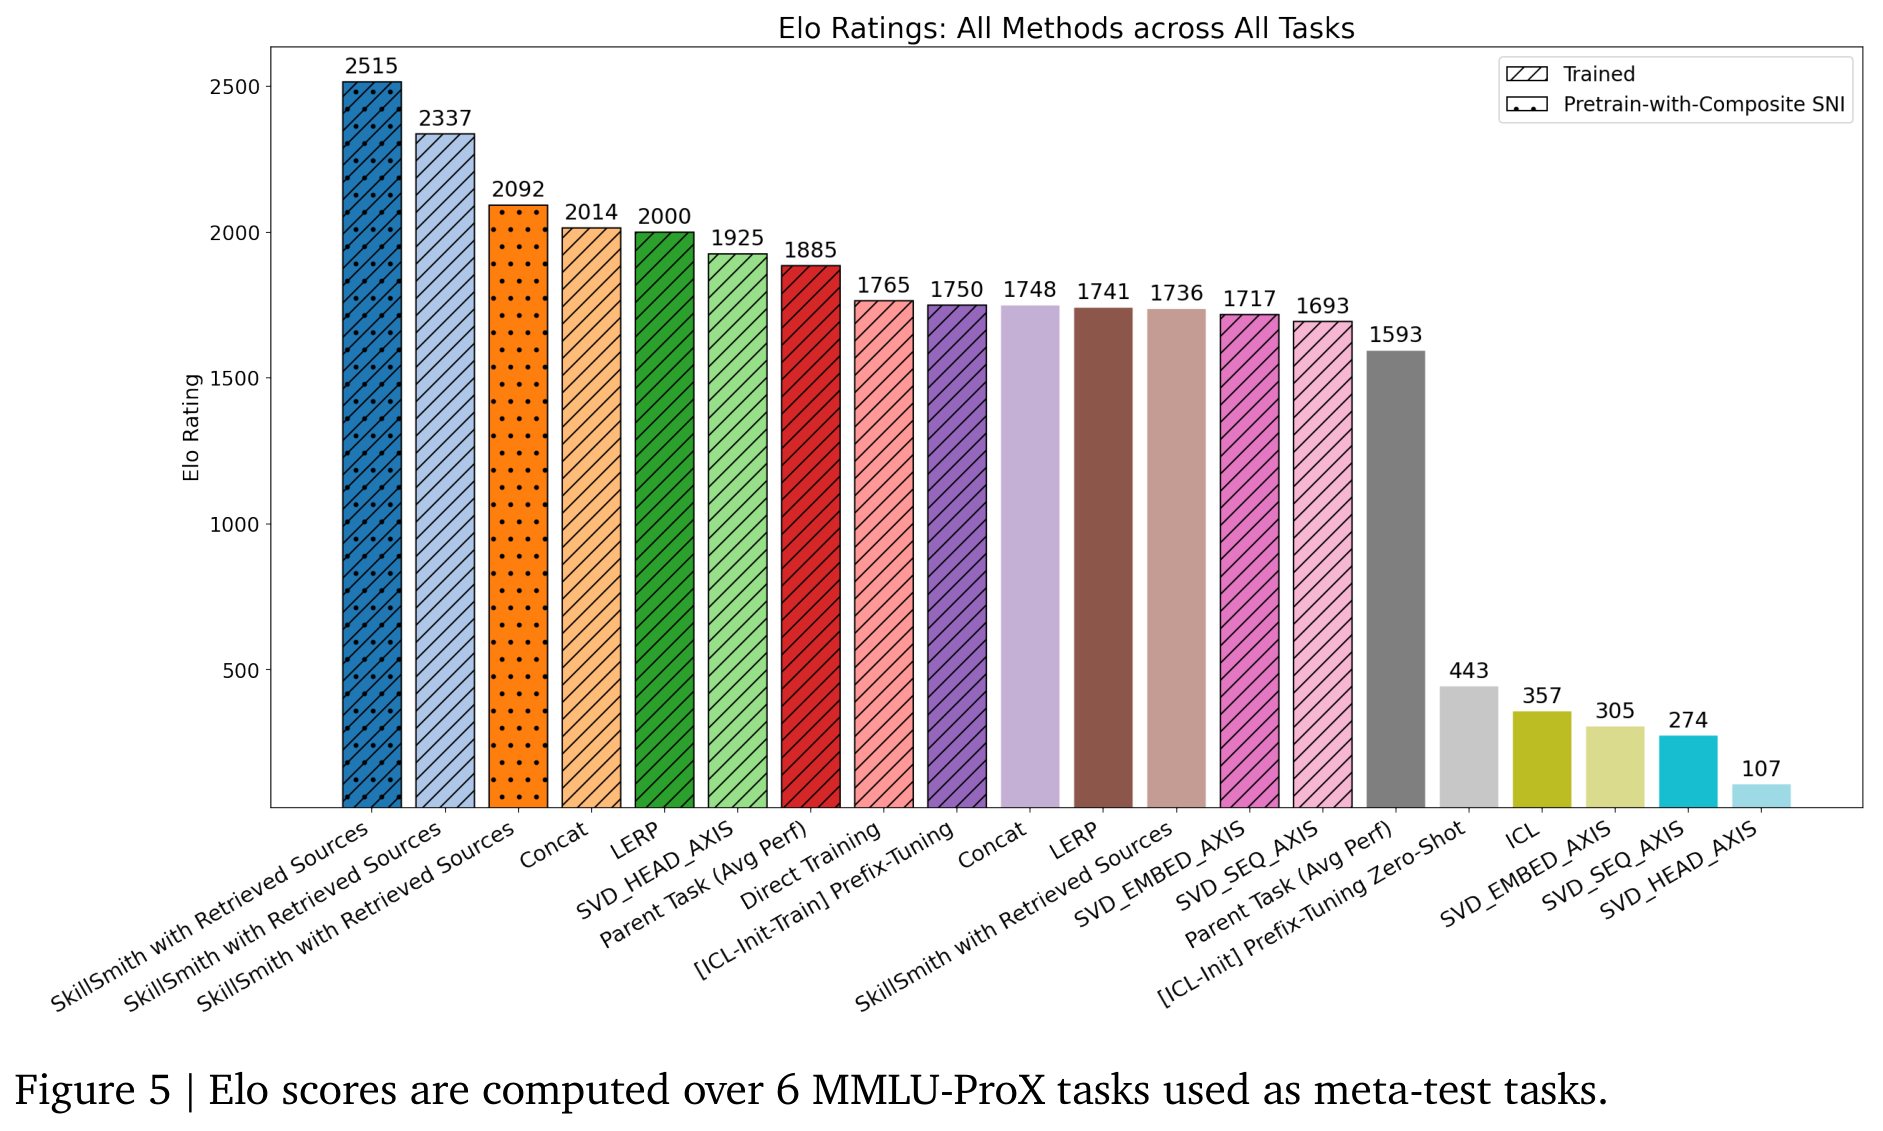 Elo Ratings: All Methods across All Tasks
Trained
Pretrain-with-Composite SNI
Elo Rating
2500
2000
1500
1000
500
2515
2337
2092
2014
2000
1925
1885
1765
1750
1748
1741
1736
1717
1693
1593
443
357
305
274
107
SkillSmith with Retrieved Sources
SkillSmith with Retrieved Sources
SkillSmith with Retrieved Sources
Concat
LERP
SVD_HEAD_AXIS
Parent Task (Avg Perf)
Direct Training
[ICL-Init-Train] Prefix-Tuning
Concat
LERP
SkillSmith with Retrieved Sources
SVD_EMBED_AXIS
SVD_SEQ_AXIS
Parent Task (Avg Perf)
[ICL-Init] Prefix-Tuning Zero-Shot
ICL
SVD_EMBED_AXIS
SVD_SEQ_AXIS
SVD_HEAD_AXIS
Figure 5 | Elo scores are computed over 6 MMLU-ProX tasks used as meta-test tasks.